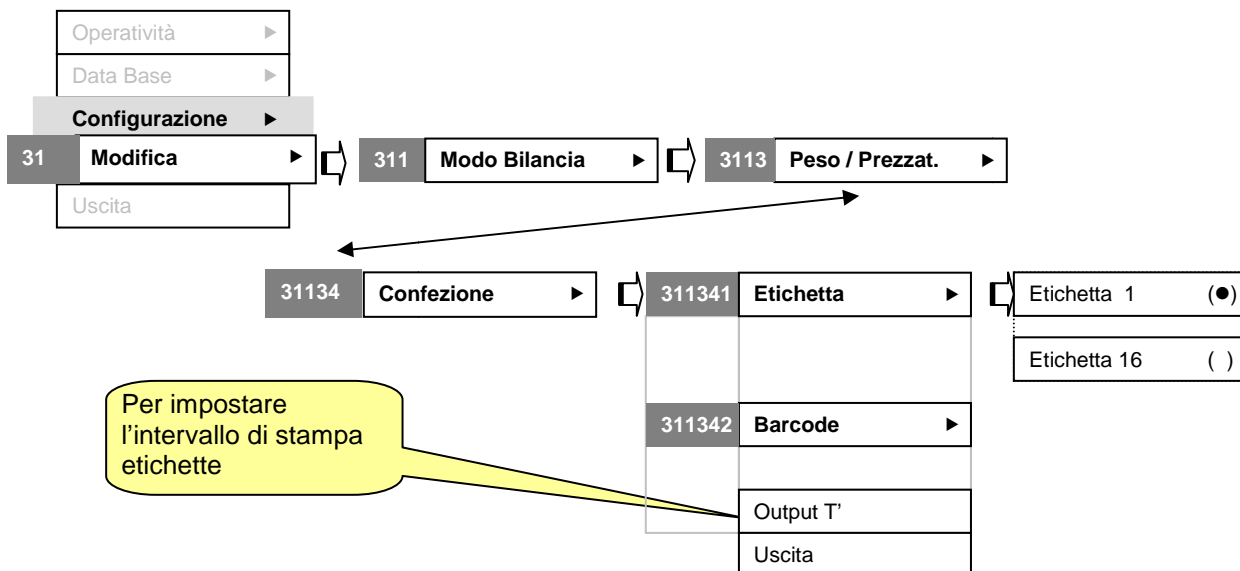 Operatività ►
Data Base ►
Configurazione ►
31 Modifica ►
311 Modo Bilancia ►
3113 Peso / Prezzat. ►
Uscita
31134 Confezione ►
311341 Etichetta ►
Etichetta 1 (●)
Etichetta 16 ( )
Per impostare
l’intervallo di stampa
etichette
311342 Barcode ►
Output T’
Uscita